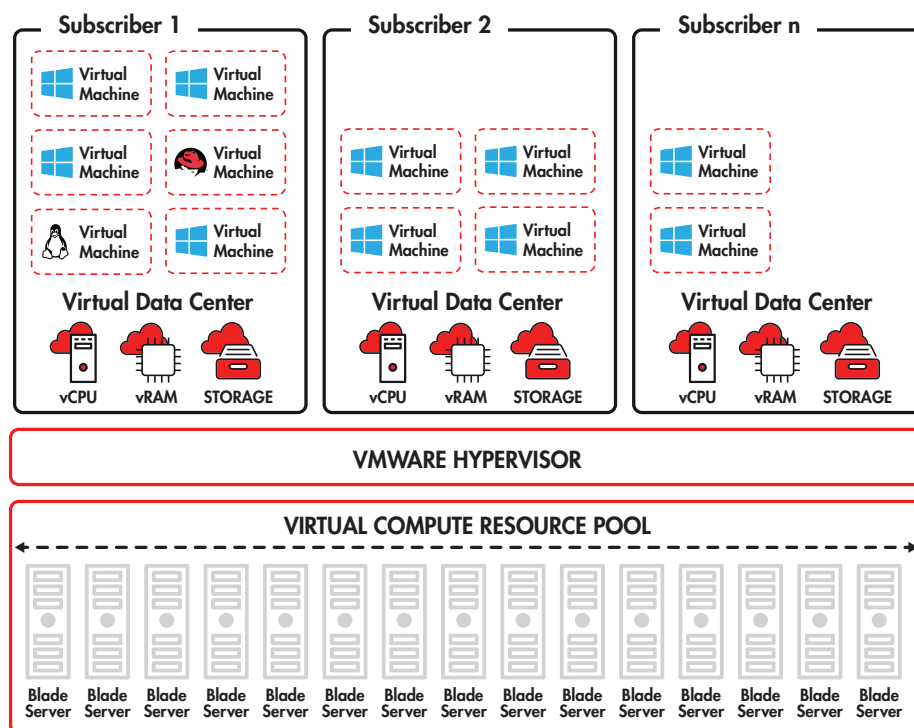 Subscriber 1
Subscriber 2
Subscriber n
Virtual
Machine
Virtual
Machine
Virtual
Machine
Virtual
Machine
Virtual
Machine
Virtual
Machine
Virtual Data Center
vCPU
vRAM
STORAGE
Virtual
Machine
Virtual
Machine
Virtual
Machine
Virtual
Machine
Virtual Data Center
vCPU
vRAM
STORAGE
Virtual
Machine
Virtual
Machine
Virtual Data Center
vCPU
vRAM
STORAGE
VMWARE HYPERVISOR
VIRTUAL COMPUTE RESOURCE POOL
Blade
Server
Blade
Server
Blade
Server
Blade
Server
Blade
Server
Blade
Server
Blade
Server
Blade
Server
Blade
Server
Blade
Server
Blade
Server
Blade
Server
Blade
Server
Blade
Server
Blade
Server